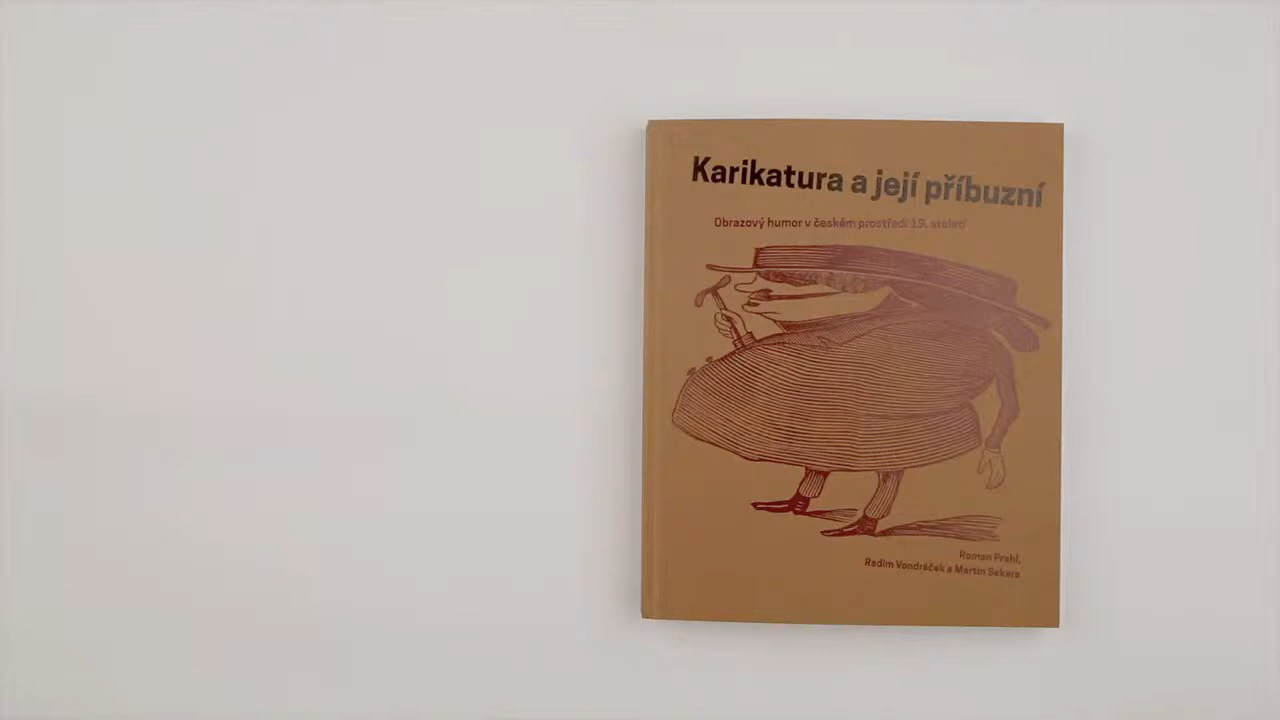 Karikatura a její příbuzní
Obrazový humor v českém prostředí 19. století
Roman Prahl,
Radim Vondráček a Martin Sekera